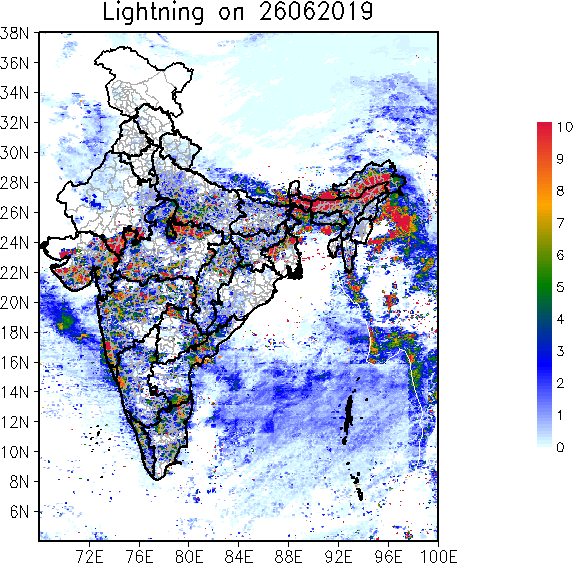 Lightning on 26062019
38N
36N
34N
32N
30N
28N
26N
24N
22N
20N
18N
16N
14N
12N
10N
8N
6N
72E 76E 80E 84E 88E 92E 96E 100E
10
9
8
7
6
5
4
3
2
1
0